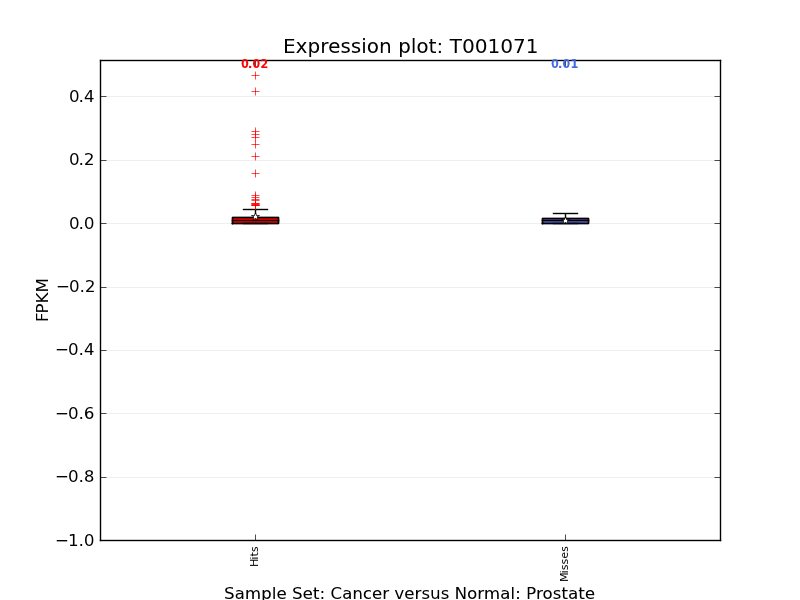 Expression plot: T001071
0.02
0.01
0.4
0.2
0.0
−0.2
−0.4
−0.6
−0.8
−1.0
FPKM
Hits
Misses
Sample Set: Cancer versus Normal: Prostate